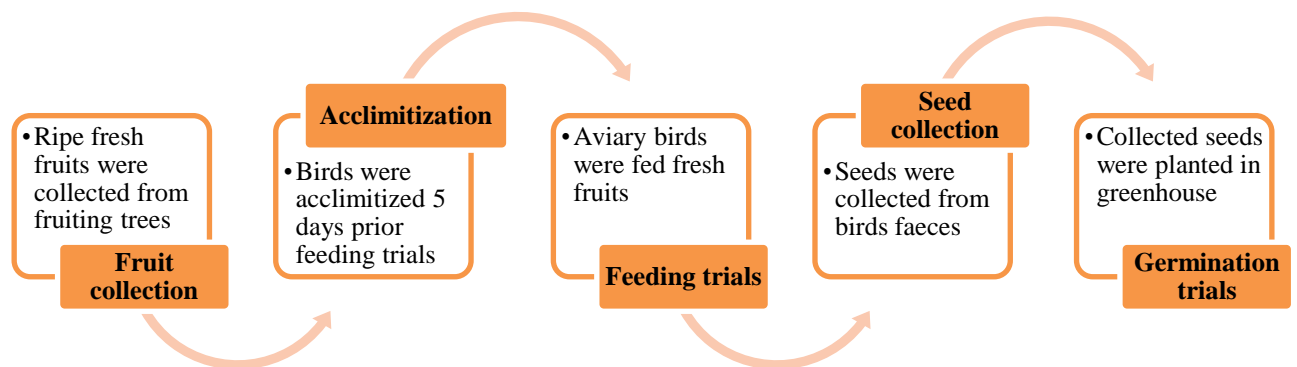 •Ripe fresh
fruits were
collected from
fruiting trees
Fruit
collection
Acclimitization
•Birds were
acclimitized 5
days prior
feeding trials
•Aviary birds
were fed fresh
fruits
Feeding trials
Seed
collection
•Seeds were
collected from
birds faeces
•Collected seeds
were planted in
greenhouse
Germination
trials